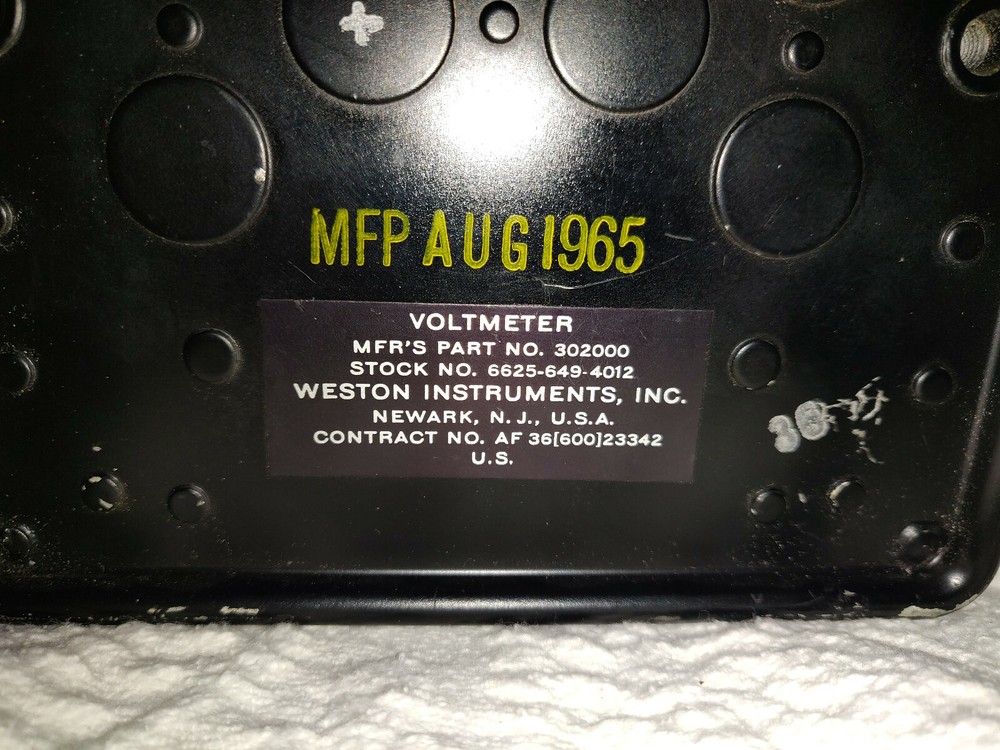 MFP AUG 1965
VOLTMETER
MFR'S PART NO. 302000
STOCK NO. 6625-649-4012
WESTON INSTRUMENTS, INC.
NEWARK, N. J., U.S.A.
CONTRACT NO. AF 36[600]23342
U.S.